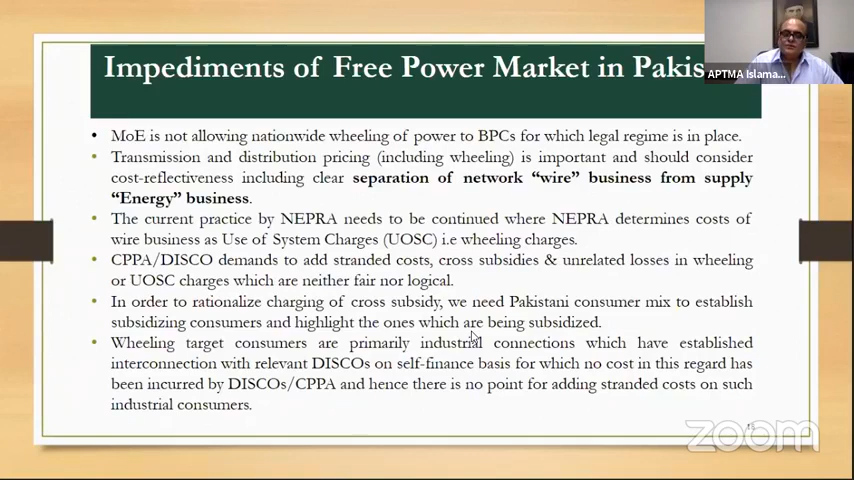 Impediments of Free Power Market in Pakis
APTMA Islama...
• MoE is not allowing nationwide wheeling of power to BPCs for which legal regime is in place.
• Transmission and distribution pricing (including wheeling) is important and should consider
cost-reflectiveness including clear separation of network “wire” business from supply
“Energy” business.
• The current practice by NEPRA needs to be continued where NEPRA determines costs of
wire business as Use of System Charges (UOSC) i.e wheeling charges.
• CPPA/DISCO demands to add stranded costs, cross subsidies & unrelated losses in wheeling
or UOSC charges which are neither fair nor logical.
• In order to rationalize charging of cross subsidy, we need Pakistani consumer mix to establish
subsidizing consumers and highlight the ones which are being subsidized.
• Wheeling target consumers are primarily industrial connections which have established
interconnection with relevant DISCOs on self-finance basis for which no cost in this regard has
been incurred by DISCOs/CPPA and hence there is no point for adding stranded costs on such
industrial consumers.
zoom